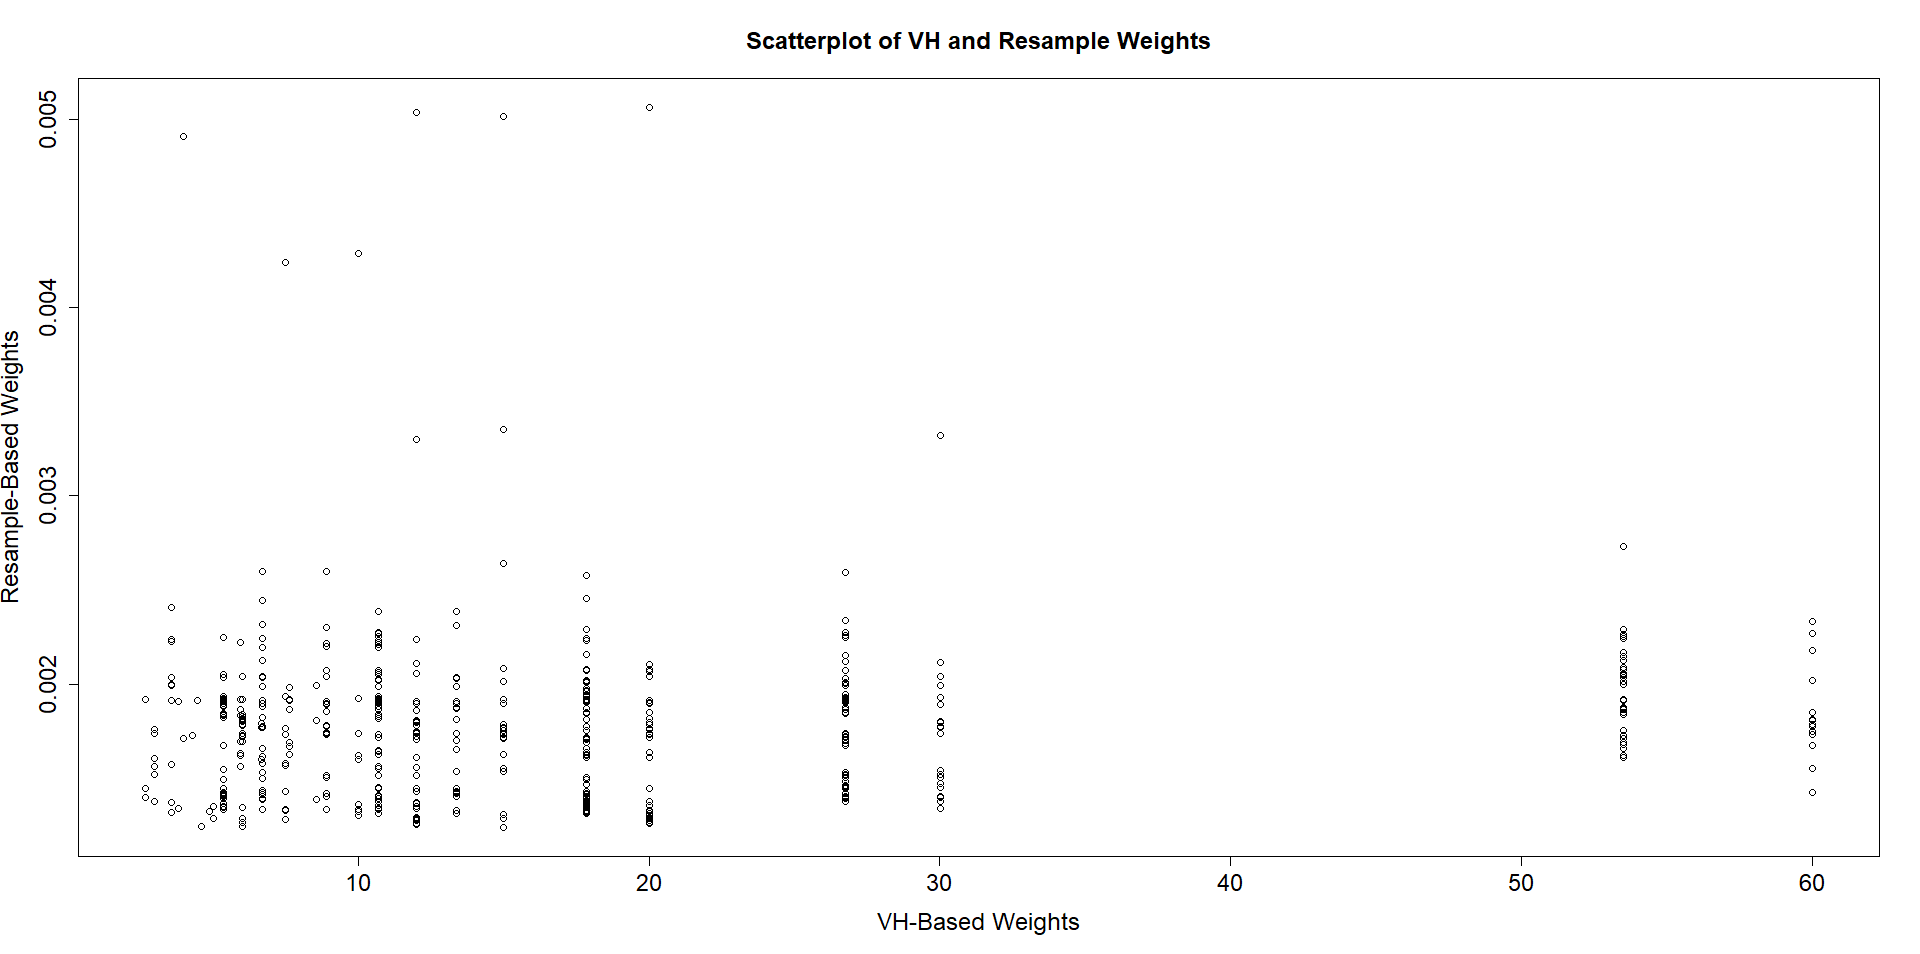 Scatterplot of VH and Resample Weights
0.005
0.004
0.003
0.002
Resample-Based Weights
10 20 30 40 50 60
VH-Based Weights